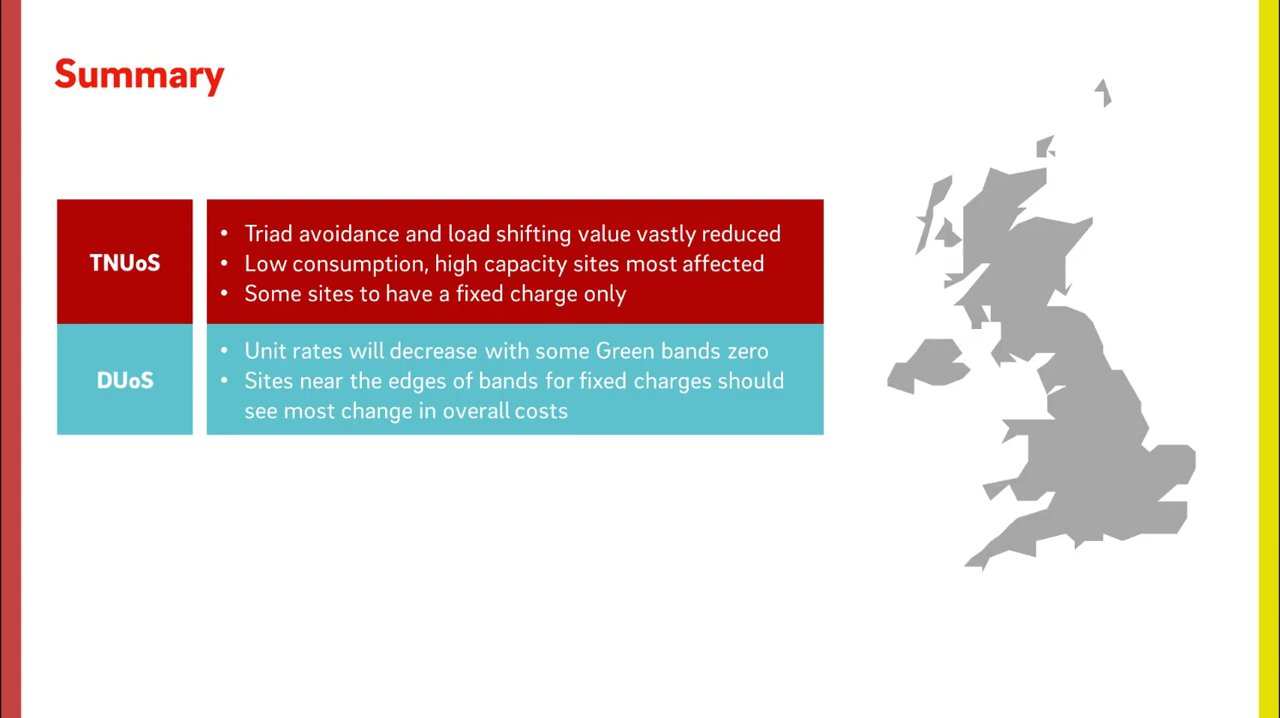 Summary
TNUoS
• Triad avoidance and load shifting value vastly reduced
• Low consumption, high capacity sites most affected
• Some sites to have a fixed charge only
DUoS
• Unit rates will decrease with some Green bands zero
• Sites near the edges of bands for fixed charges should
see most change in overall costs